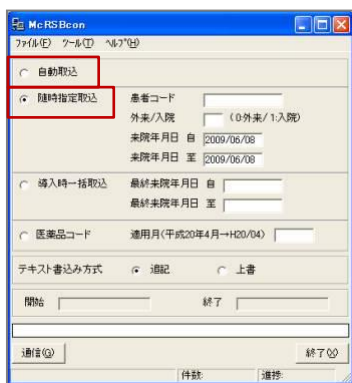 McRSBcon
ファイル(F) ツール(T) ヘルプ(H)
自動取込
随時指定取込 患者コード
外来/入院 (0:外来/1:入院)
来院年月日 自 2009/06/08
来院年月日 至 2009/06/08
導入時一括取込 最終来院年月日 自
最終来院年月日 至
医薬品コード 適用月(平成20年4月→H20/04)
テキスト書込み方式 追記 上書
開始 終了
通信(G) 終了(X)
件数: 進捗: